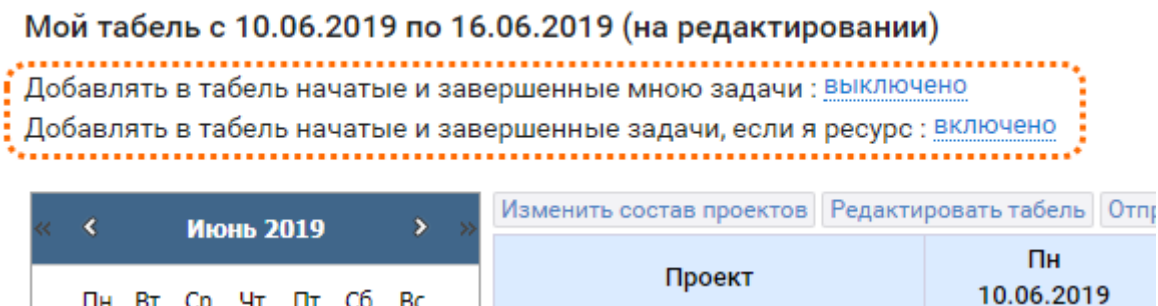 Мой табель с 10.06.2019 по 16.06.2019 (на редактировании)
Добавлять в табель начатые и завершенные мною задачи : выключено
Добавлять в табель начатые и завершенные задачи, если я ресурс : включено
« < Июнь 2019 > »
Изменить состав проектов Редактировать табель
Проект
Пн
10.06.2019
Пн Вт Ср Чт Пт Сб Вс